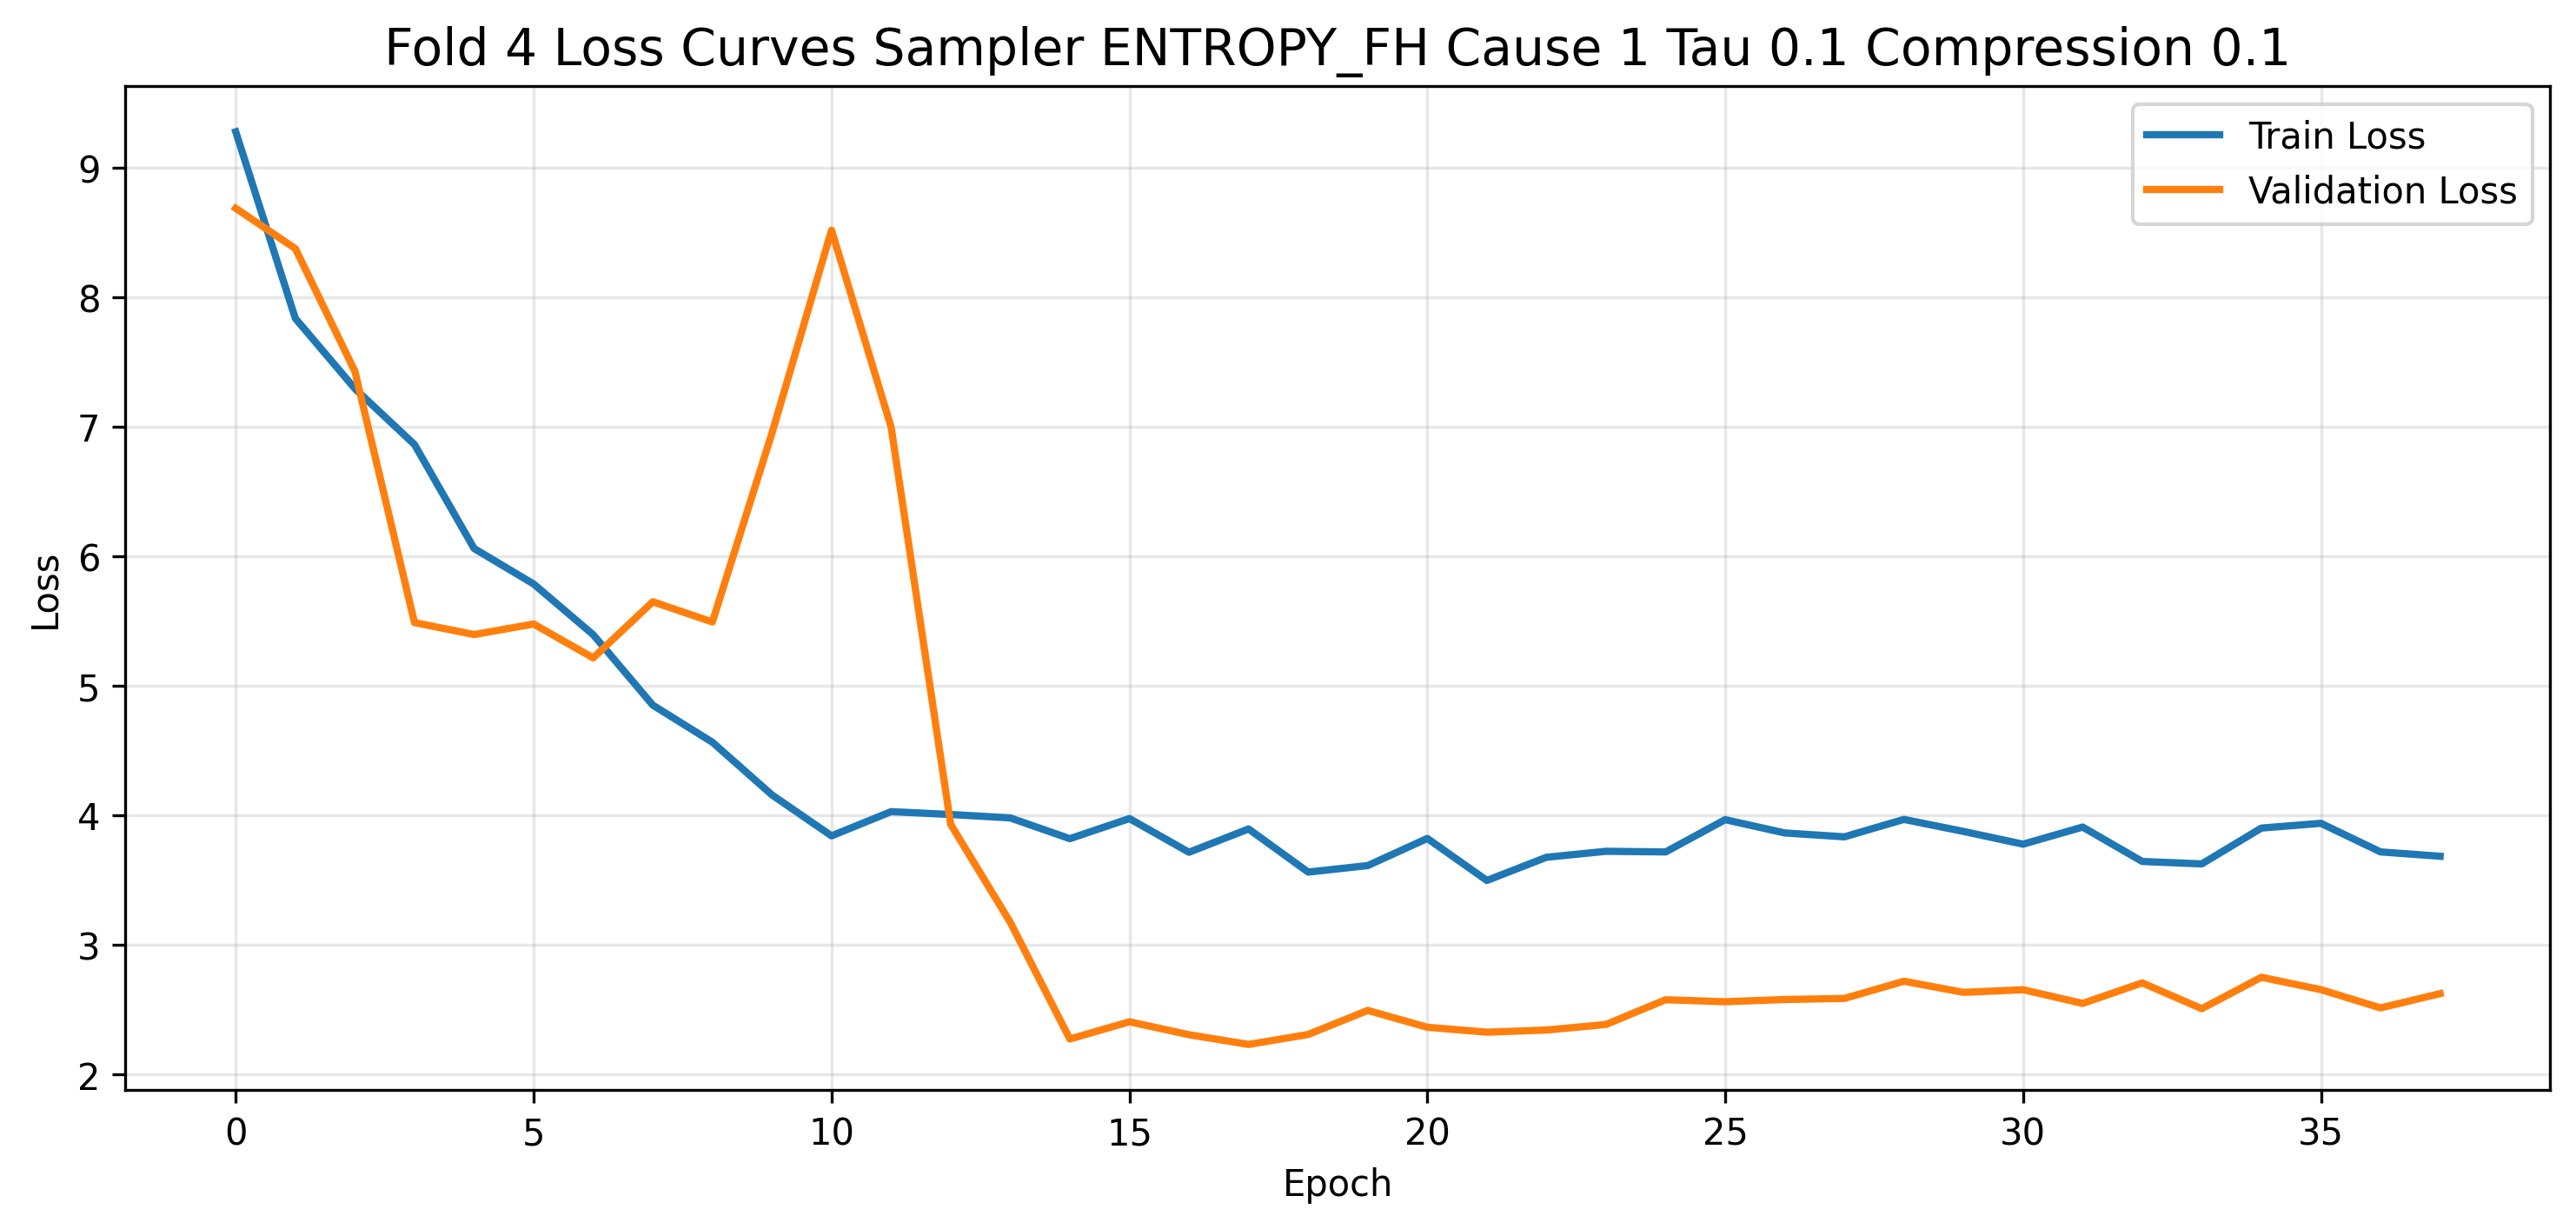 Fold 4 Loss Curves Sampler ENTROPY_FH Cause 1 Tau 0.1 Compression 0.1
Train Loss
Validation Loss
9
8
7
6
5
4
3
2
Loss
0 5 10 15 20 25 30 35
Epoch